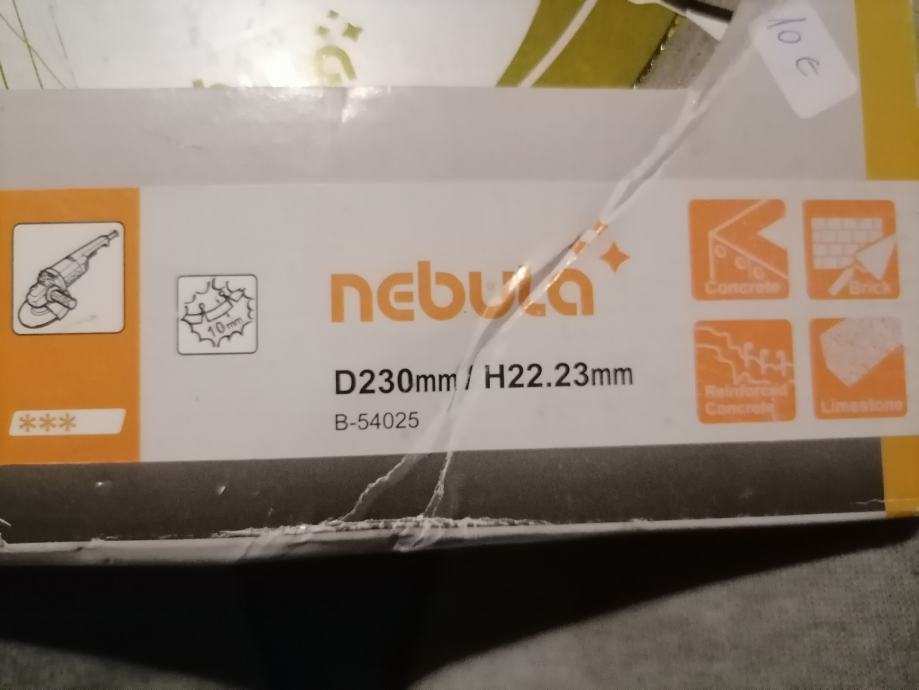 10 €
nebula
10mm
D230mm / H22.23mm
B-54025
***
Concrete
Brick
Reinforced
Concrete
Limestone